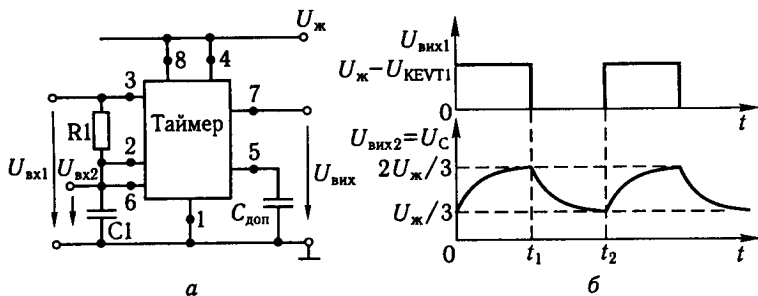 U_ж
8 4
3
7
Таймер
R1
2
5
U_вх1
U_вх2
U_вих
6
1
C_доп
C1
а
U_вих1
U_ж − U_КЕVT1
0
t
U_вих2 = U_C
2U_ж/3
U_ж/3
0
t_1
t_2
t
б